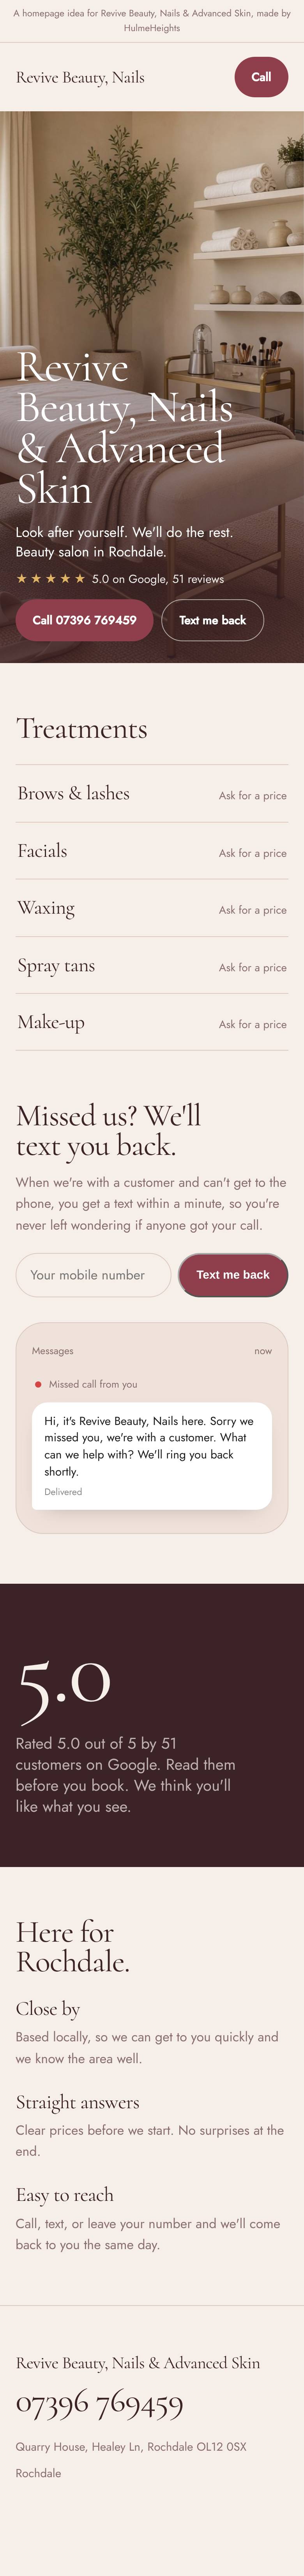 A homepage idea for Revive Beauty, Nails & Advanced Skin, made by
HulmeHeights
Revive Beauty, Nails
Call
Revive
Beauty, Nails
& Advanced
Skin
Look after yourself. We'll do the rest.
Beauty salon in Rochdale.
★★★★★ 5.0 on Google, 51 reviews
Call 07396 769459
Text me back
Treatments
Brows & lashes
Ask for a price
Facials
Ask for a price
Waxing
Ask for a price
Spray tans
Ask for a price
Make-up
Ask for a price
Missed us? We'll
text you back.
When we're with a customer and can't get to the
phone, you get a text within a minute, so you're
never left wondering if anyone got your call.
Your mobile number
Text me back
Messages
now
Missed call from you
Hi, it's Revive Beauty, Nails here. Sorry we
missed you, we're with a customer. What
can we help with? We'll ring you back
shortly.
Delivered
5.0
Rated 5.0 out of 5 by 51
customers on Google. Read them
before you book. We think you'll
like what you see.
Here for
Rochdale.
Close by
Based locally, so we can get to you quickly and
we know the area well.
Straight answers
Clear prices before we start. No surprises at the
end.
Easy to reach
Call, text, or leave your number and we'll come
back to you the same day.
Revive Beauty, Nails & Advanced Skin
07396 769459
Quarry House, Healey Ln, Rochdale OL12 0SX
Rochdale